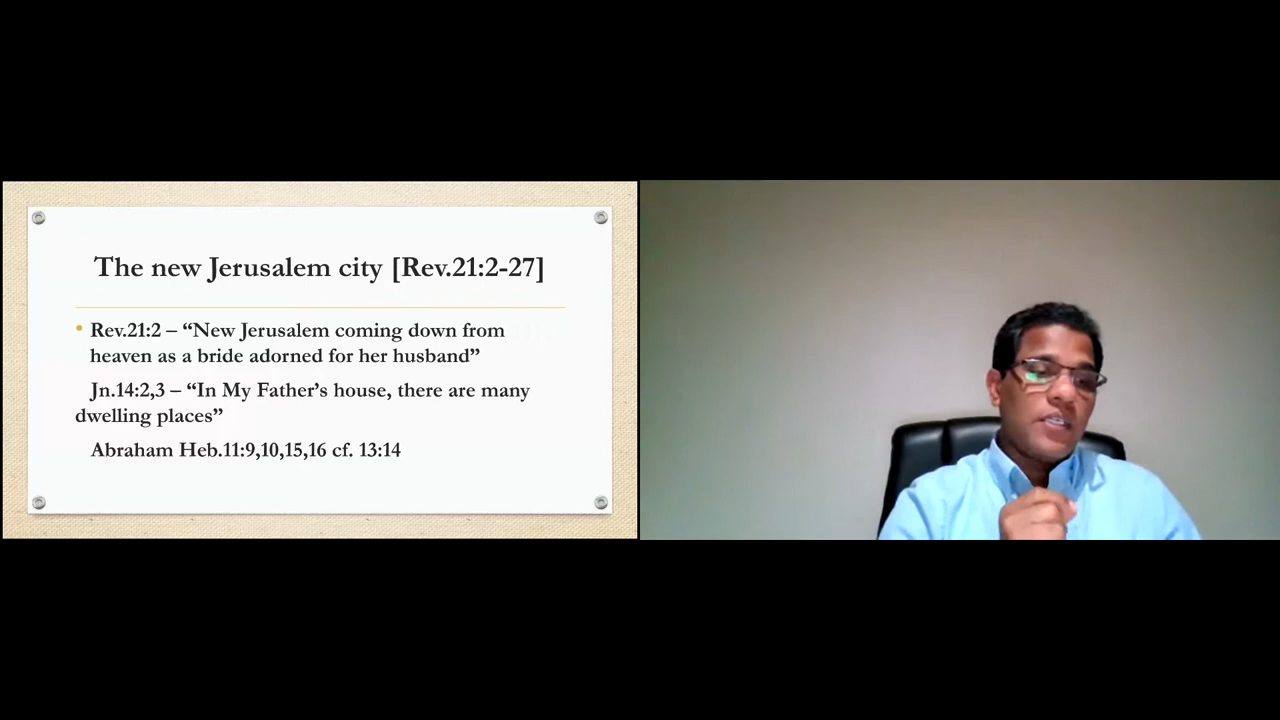 The new Jerusalem city [Rev.21:2-27]
• Rev.21:2 – “New Jerusalem coming down from
heaven as a bride adorned for her husband”
Jn.14:2,3 – “In My Father’s house, there are many
dwelling places”
Abraham Heb.11:9,10,15,16 cf. 13:14